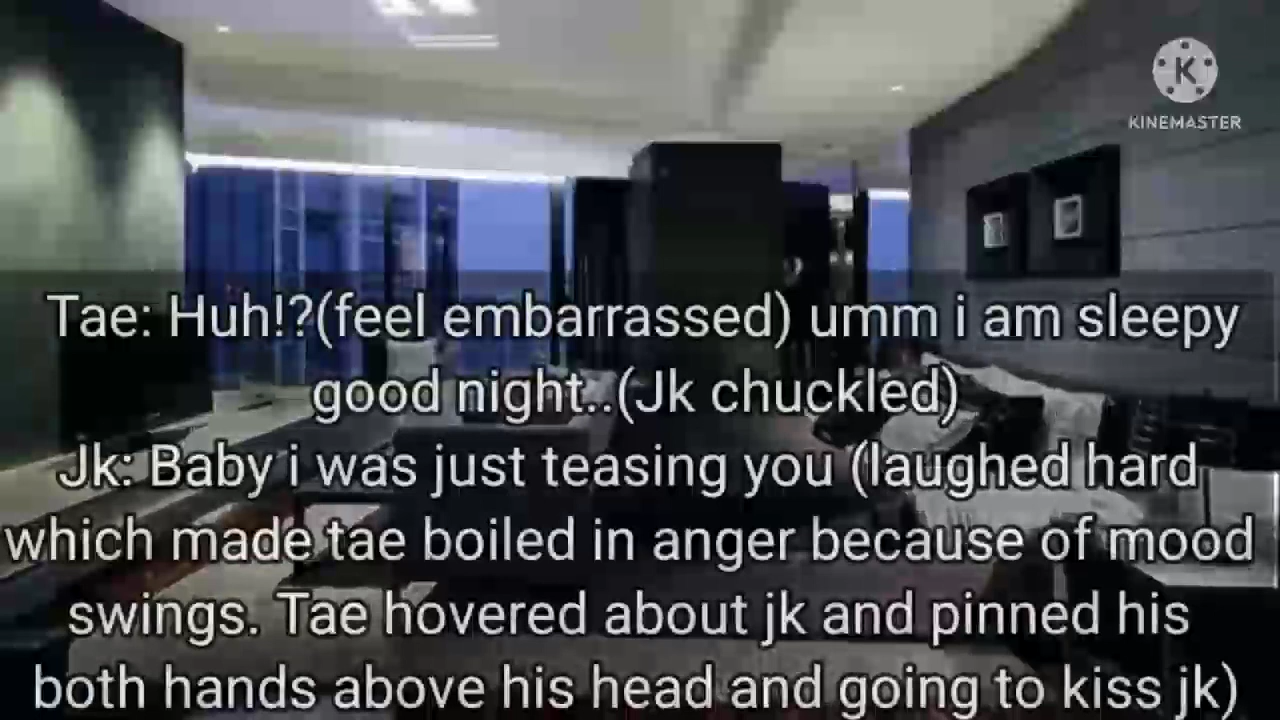 K
KINEMASTER
Tae: Huh!?(feel embarrassed) umm i am sleepy
good night..(Jk chuckled)
Jk: Baby i was just teasing you (laughed hard
which made tae boiled in anger because of mood
swings. Tae hovered about jk and pinned his
both hands above his head and going to kiss jk)